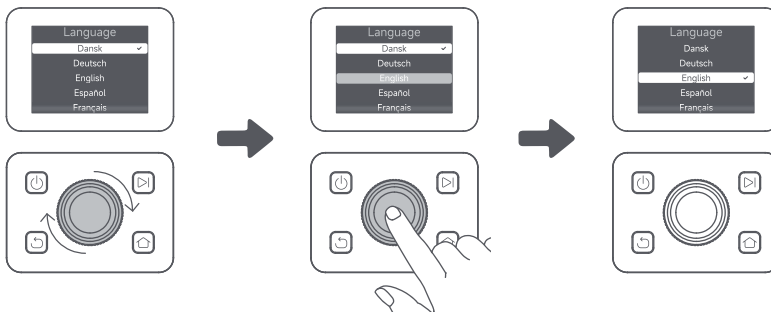 Language
Dansk
Deutsch
English
Español
Français
Language
Dansk
Deutsch
English
Español
Français
Language
Dansk
Deutsch
English
Español
Français